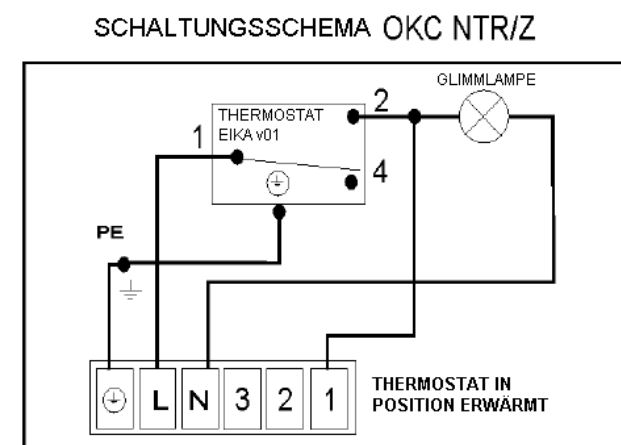 SCHALTUNGSSCHEMA OKC NTR/Z
GLIMMLAMPE
THERMOSTAT
EIKA v01
2
1
4
PE
L N 3 2 1
THERMOSTAT IN
POSITION ERWÄRMT